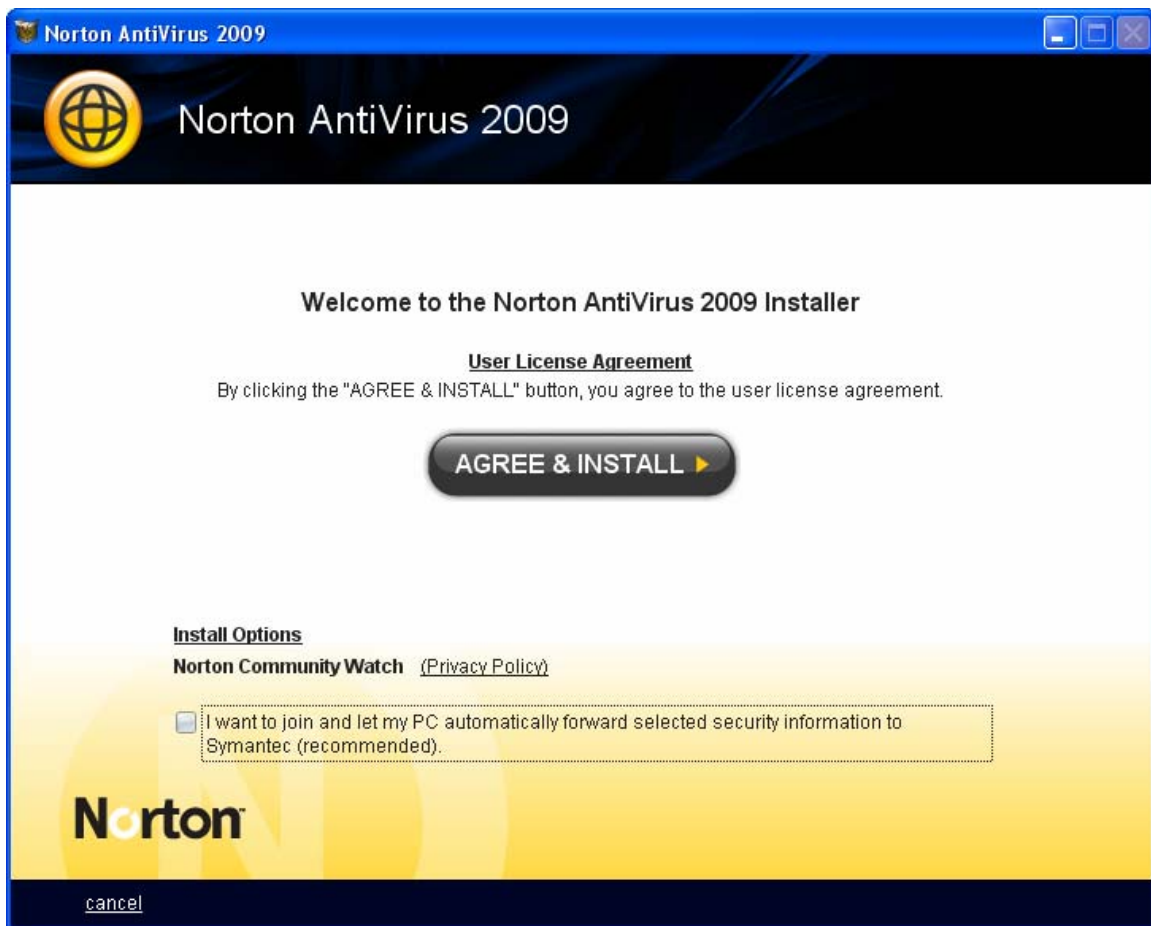 Norton AntiVirus 2009
Norton AntiVirus 2009
Welcome to the Norton AntiVirus 2009 Installer
User License Agreement
By clicking the "AGREE & INSTALL" button, you agree to the user license agreement.
AGREE & INSTALL
Install Options
Norton Community Watch (Privacy Policy)
I want to join and let my PC automatically forward selected security information to
Symantec (recommended).
Norton™
cancel